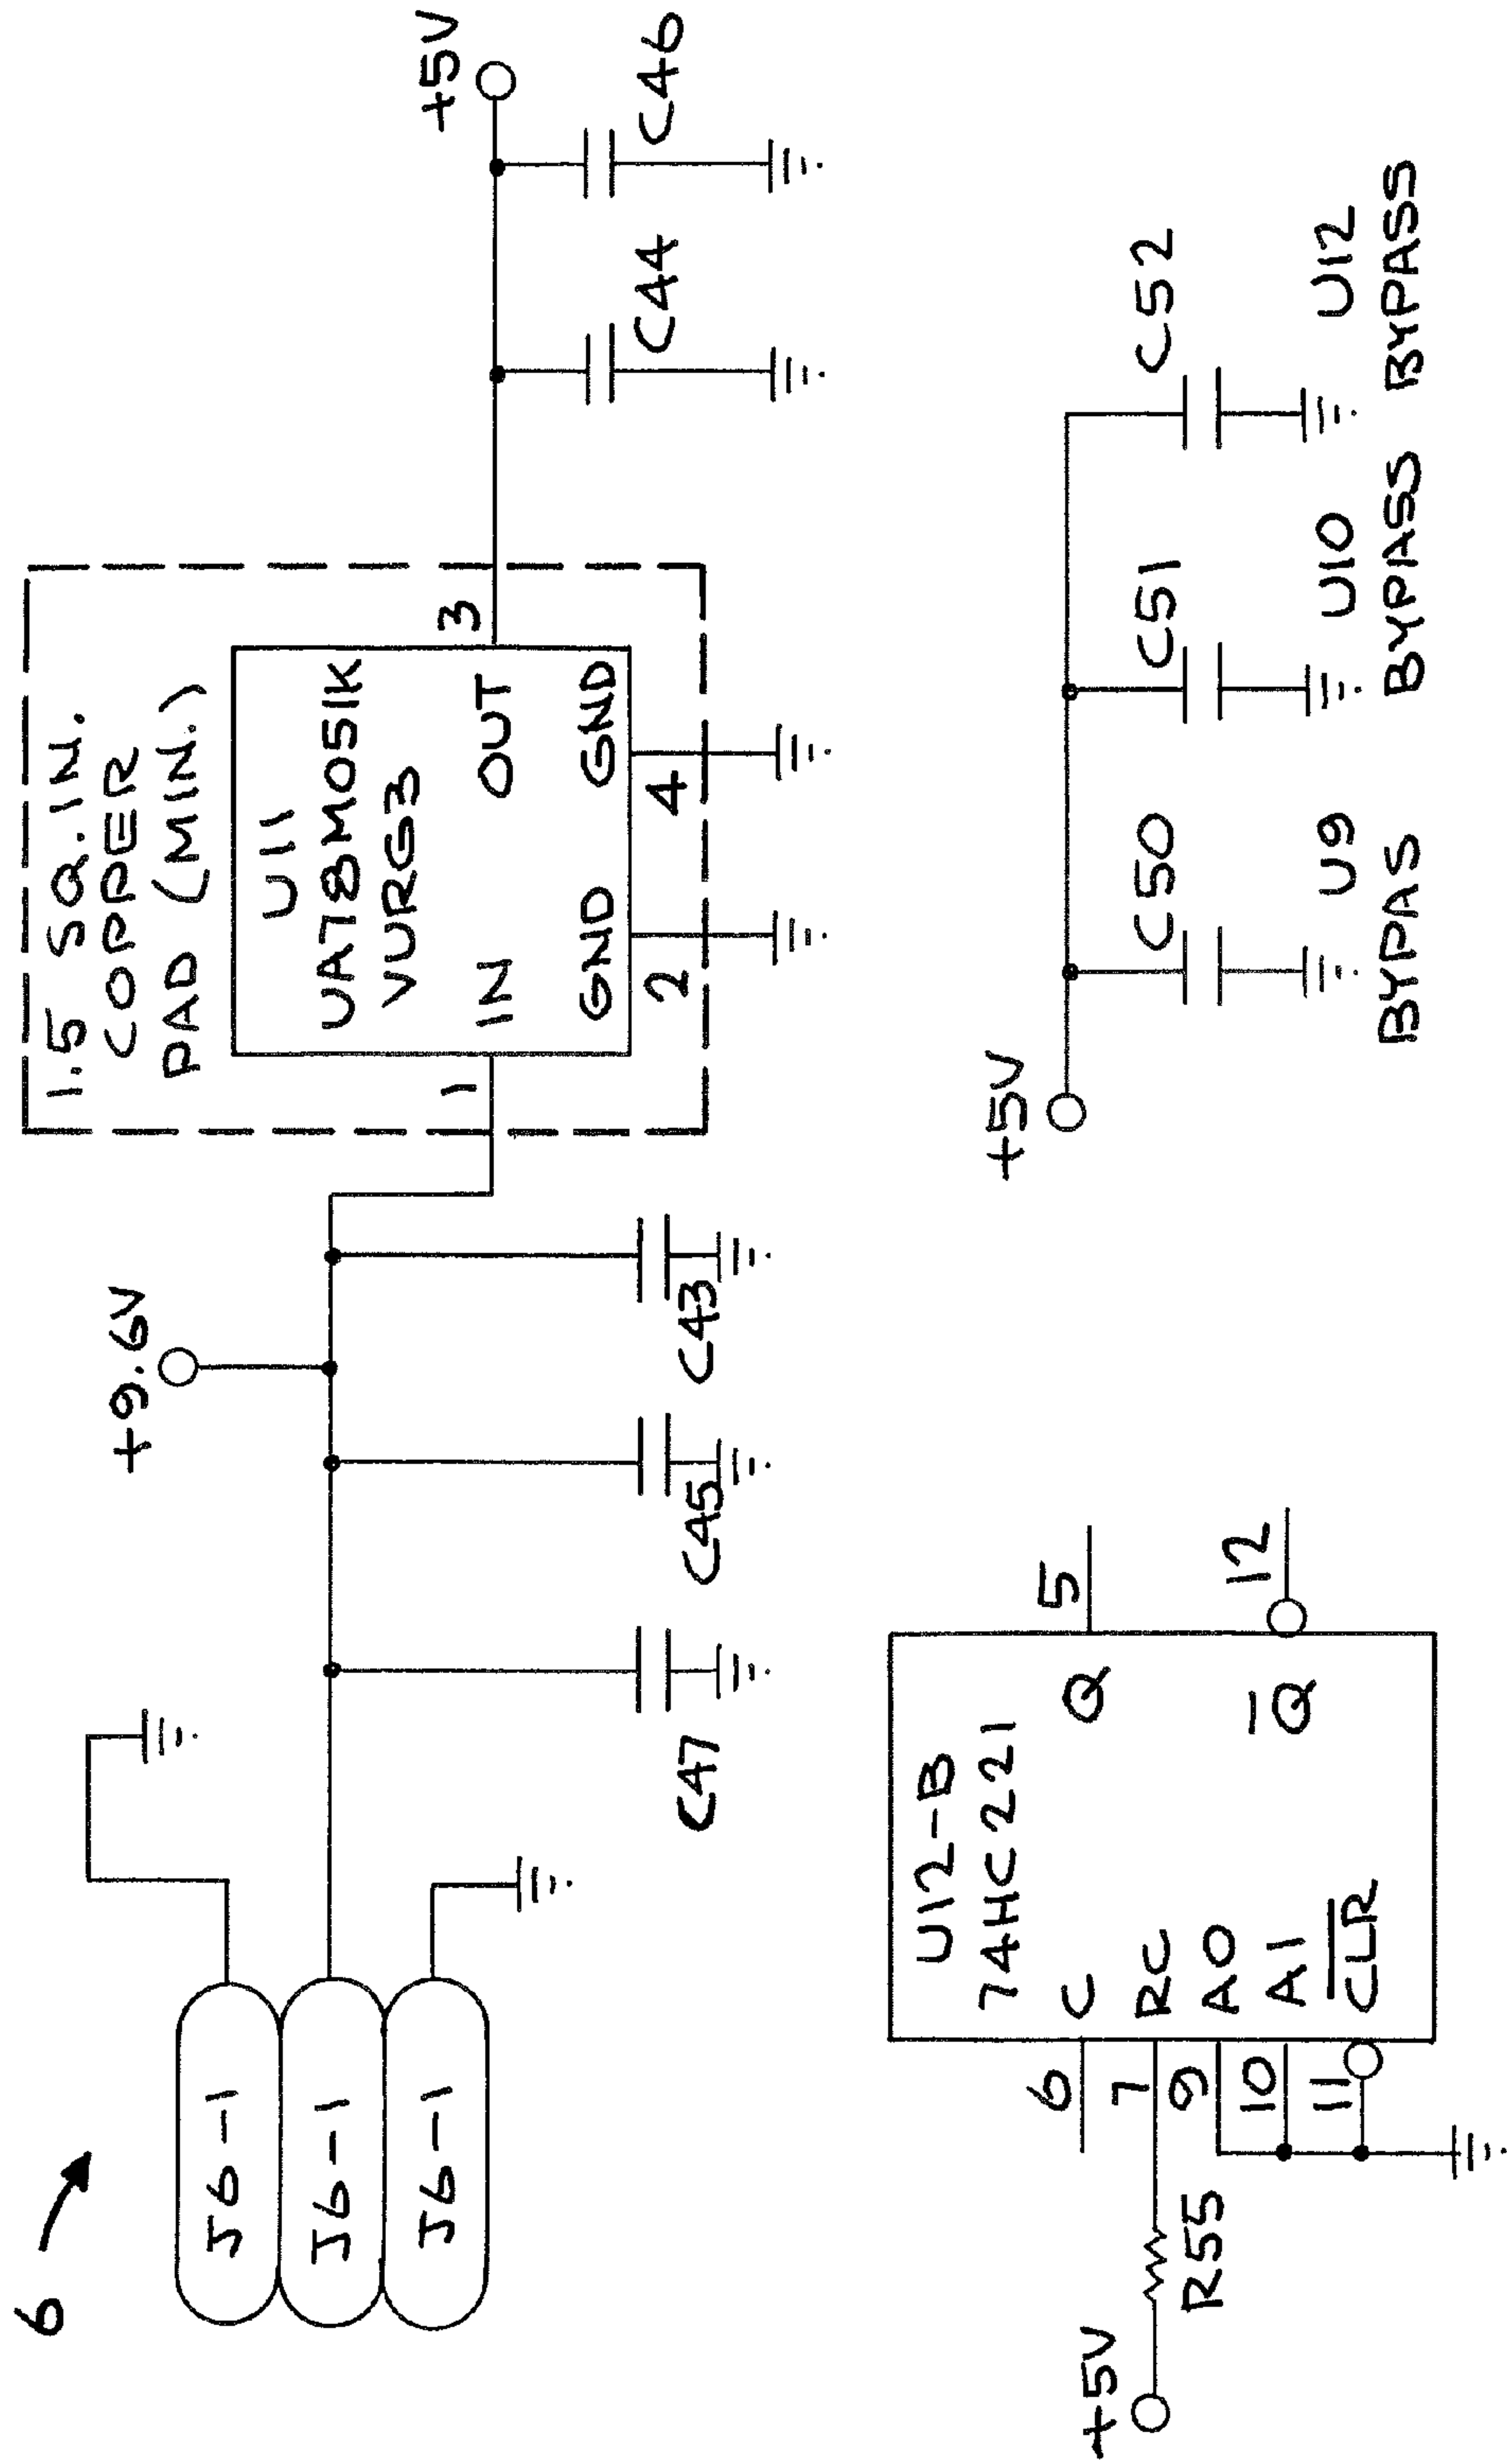 6
J6-1
J6-1
J6-1
+9.6V
C47
C45
C43
1.5 SQ.IN.
COPPER
PAD (MIN.)
U11
UA78M051K
VURG3
IN
OUT
GND
GND
1
2
4
3
+5V
C44
C46
U12-B
74HC221
C
RC
A0
A1
CLR
Q
Q
6
7
9
10
11
5
12
+5V
R55
+5V
C50
C51
C52
U9
BYPAS
U10
BYPASS
U12
BYPASS